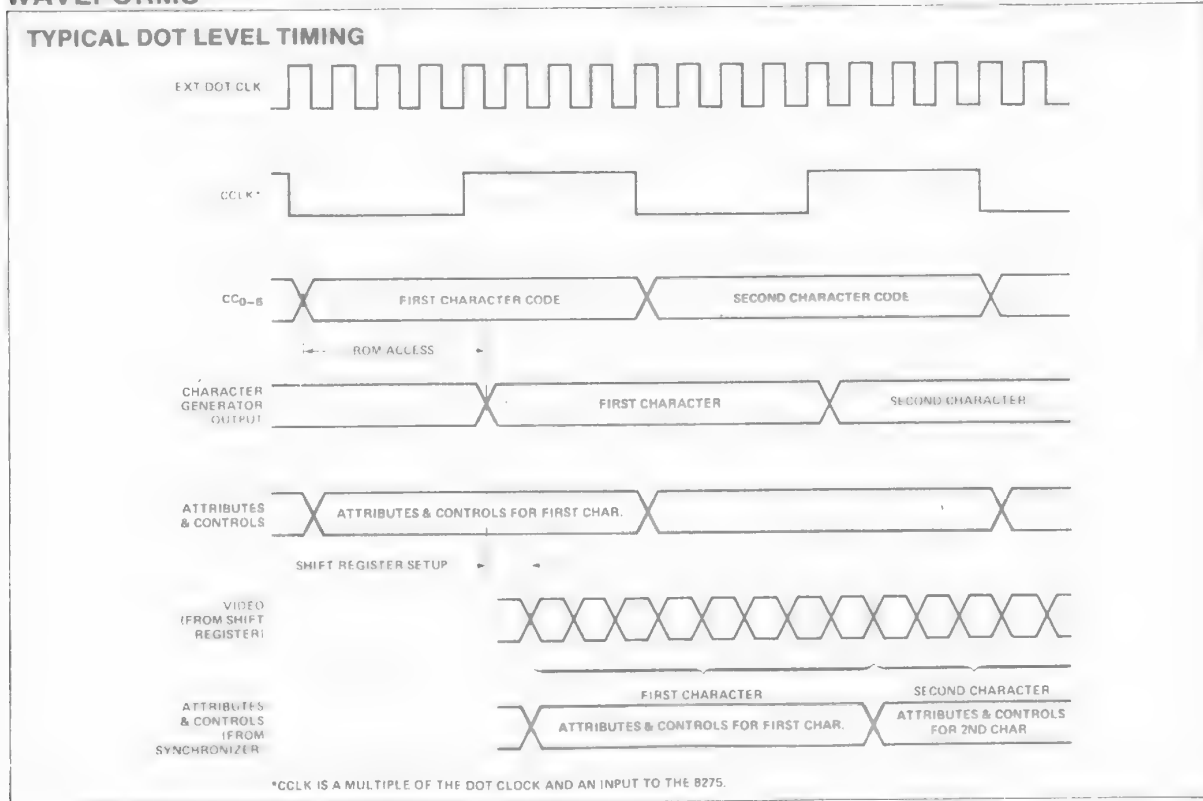 WAVEFORMS
TYPICAL DOT LEVEL TIMING
EXT DOT CLK
CCLK*
CC0–6
FIRST CHARACTER CODE
SECOND CHARACTER CODE
ROM ACCESS
CHARACTER
GENERATOR
OUTPUT
FIRST CHARACTER
SECOND CHARACTER
ATTRIBUTES
& CONTROLS
ATTRIBUTES & CONTROLS FOR FIRST CHAR.
SHIFT REGISTER SETUP
VIDEO
(FROM SHIFT
REGISTER)
FIRST CHARACTER
SECOND CHARACTER
ATTRIBUTES
& CONTROLS
(FROM
SYNCHRONIZER
ATTRIBUTES & CONTROLS FOR FIRST CHAR.
ATTRIBUTES & CONTROLS
FOR 2ND CHAR
*CCLK IS A MULTIPLE OF THE DOT CLOCK AND AN INPUT TO THE 8275.